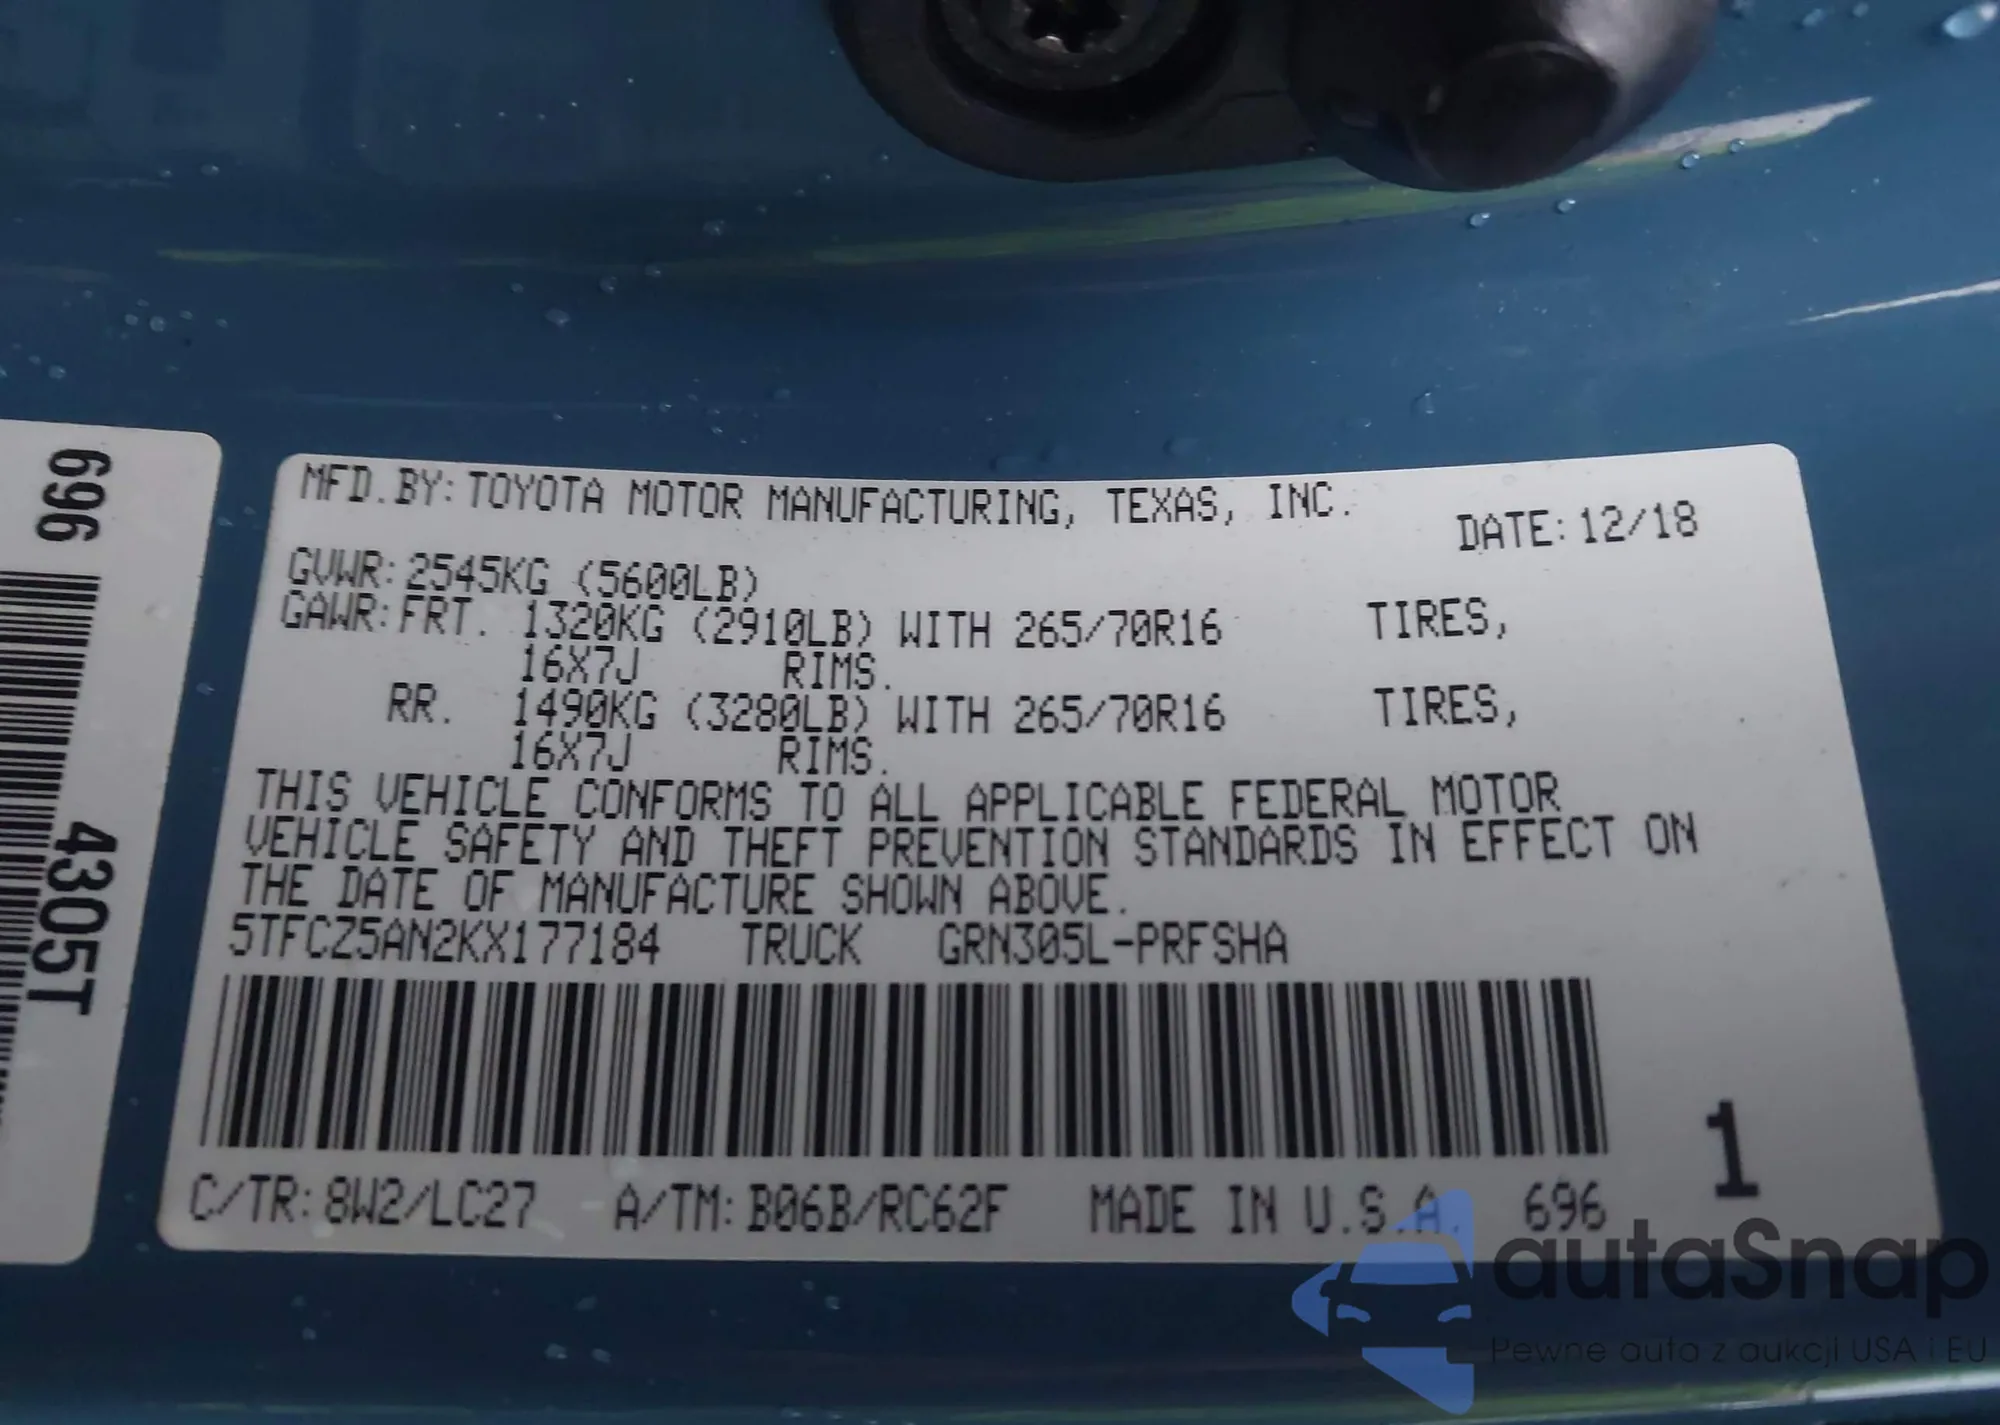 MFD.BY:TOYOTA MOTOR MANUFACTURING, TEXAS, INC.
DATE:12/18
GVWR:2545KG (5600LB)
GAWR:FRT. 1320KG (2910LB) WITH 265/70R16 TIRES,
16X7J RIMS.
RR. 1490KG (3280LB) WITH 265/70R16 TIRES,
16X7J RIMS.
THIS VEHICLE CONFORMS TO ALL APPLICABLE FEDERAL MOTOR
VEHICLE SAFETY AND THEFT PREVENTION STANDARDS IN EFFECT ON
THE DATE OF MANUFACTURE SHOWN ABOVE.
5TFCZ5AN2KX177184 TRUCK GRN305L-PRFSHA
C/TR:8W2/LC27 A/TM:B06B/RC62F MADE IN U.S.A. 696
1
696
4305T
autaSnap
Pewne auta z aukcji USA i EU